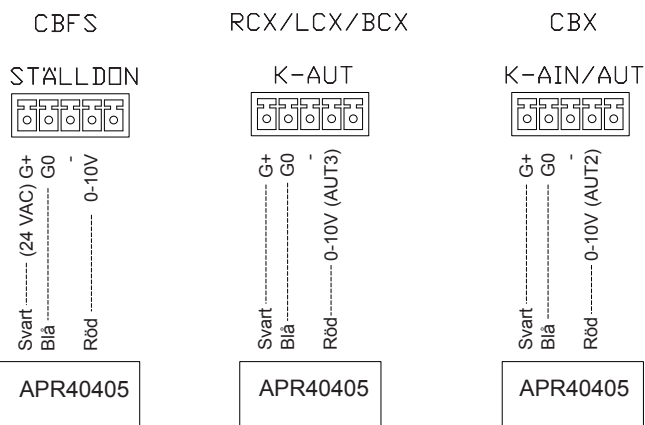 CBFS
STÄLLDON
Svart --------- (24 VAC) G+
Blå -------------------- G0
-
Röd --------------- 0-10V
APR40405
RCX/LCX/BCX
K-AUT
Svart -------------------- G+
Blå -------------------- G0
-
Röd ------ 0-10V (AUT3)
APR40405
CBX
K-AIN/AUT
Svart -------------------- G+
Blå -------------------- G0
-
Röd ------ 0-10V (AUT2)
APR40405